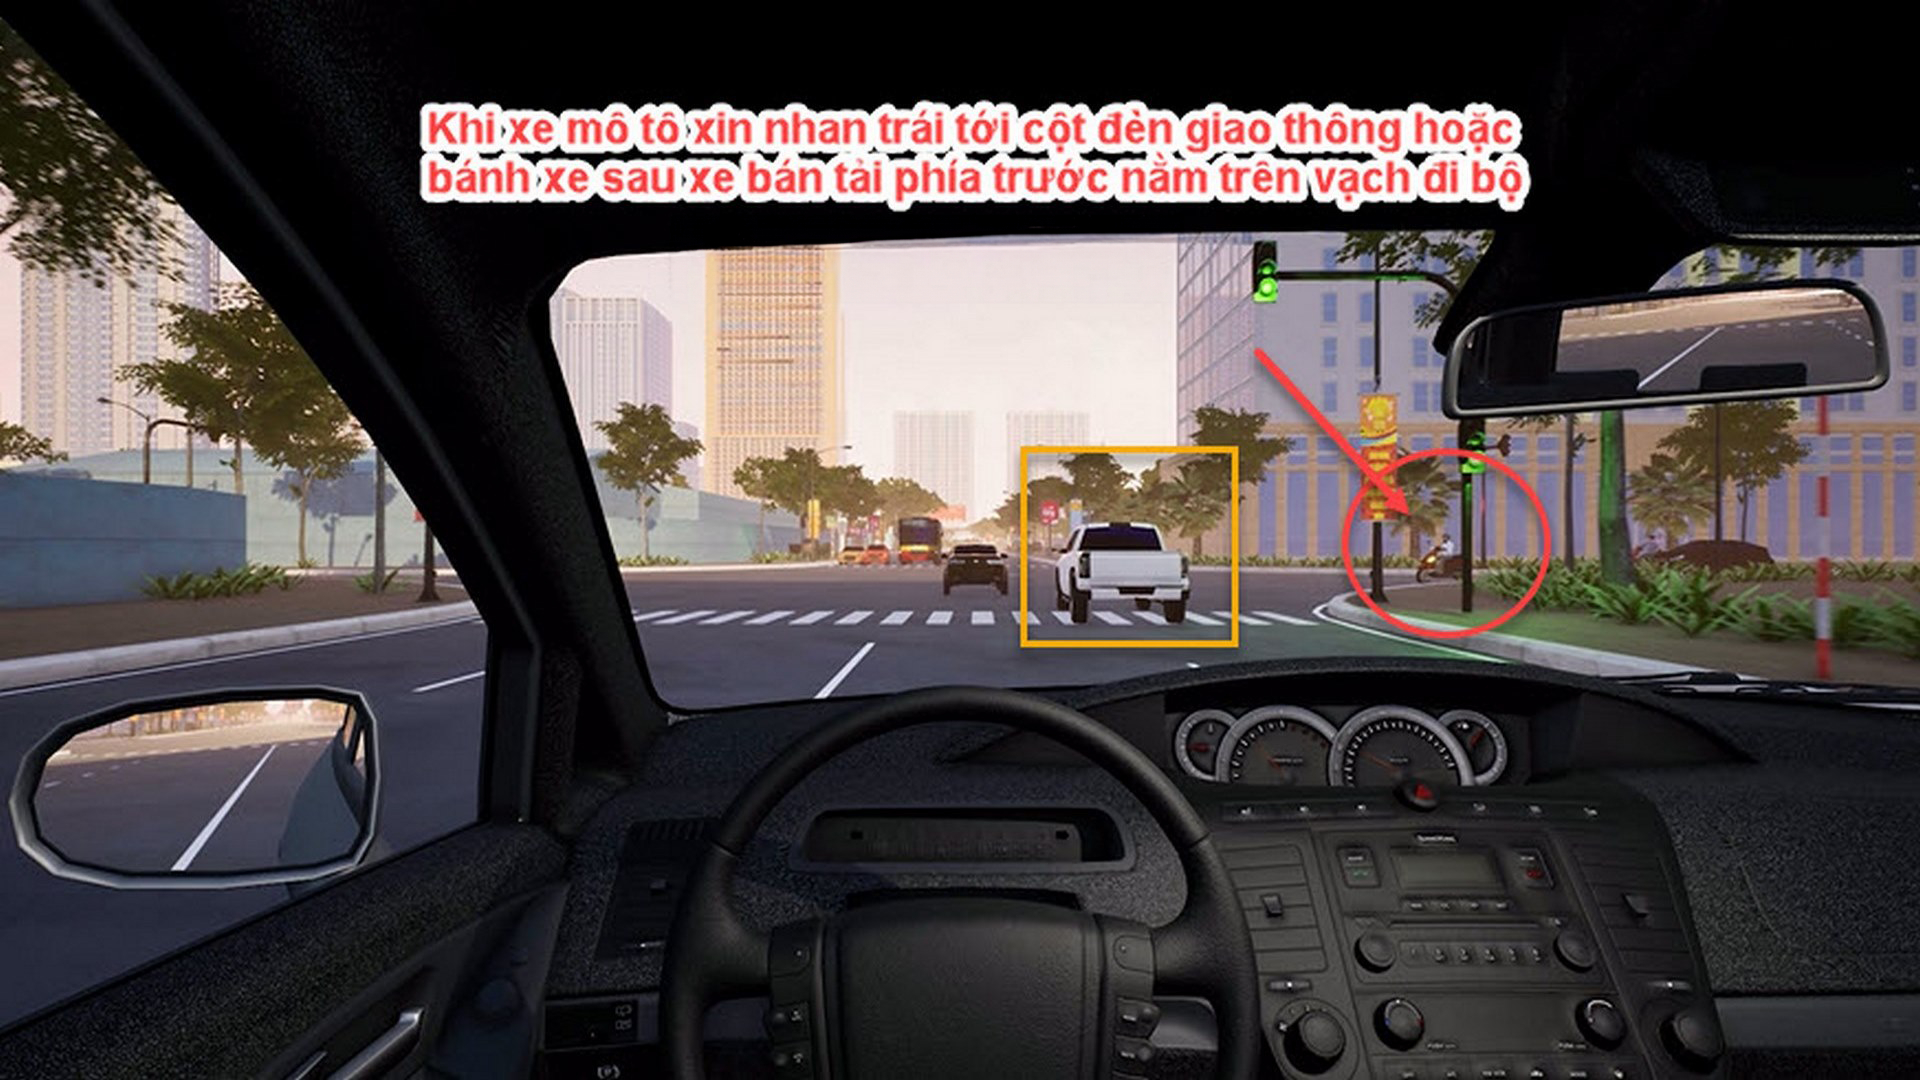 Khi xe mô tô xin nhan trái tới cột đèn giao thông hoặc
bánh xe sau xe bán tải phía trước nằm trên vạch đi bộ